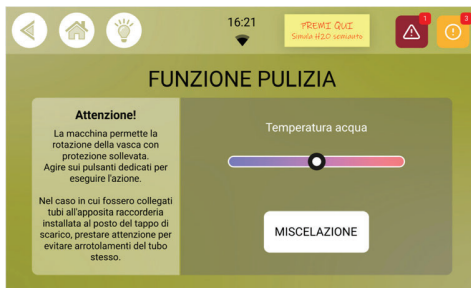 16:21
PREMI QUI
Simula H2O semiauto
1
3
FUNZIONE PULIZIA
Attenzione!
La macchina permette la
rotazione della vasca con
protezione sollevata.
Agire sui pulsanti dedicati per
eseguire l'azione.
Nel caso in cui fossero collegati
tubi all'apposita raccorderia
installata al posto del tappo di
scarico, prestare attenzione per
evitare arrotolamenti del tubo
stesso.
Temperatura acqua
MISCELAZIONE